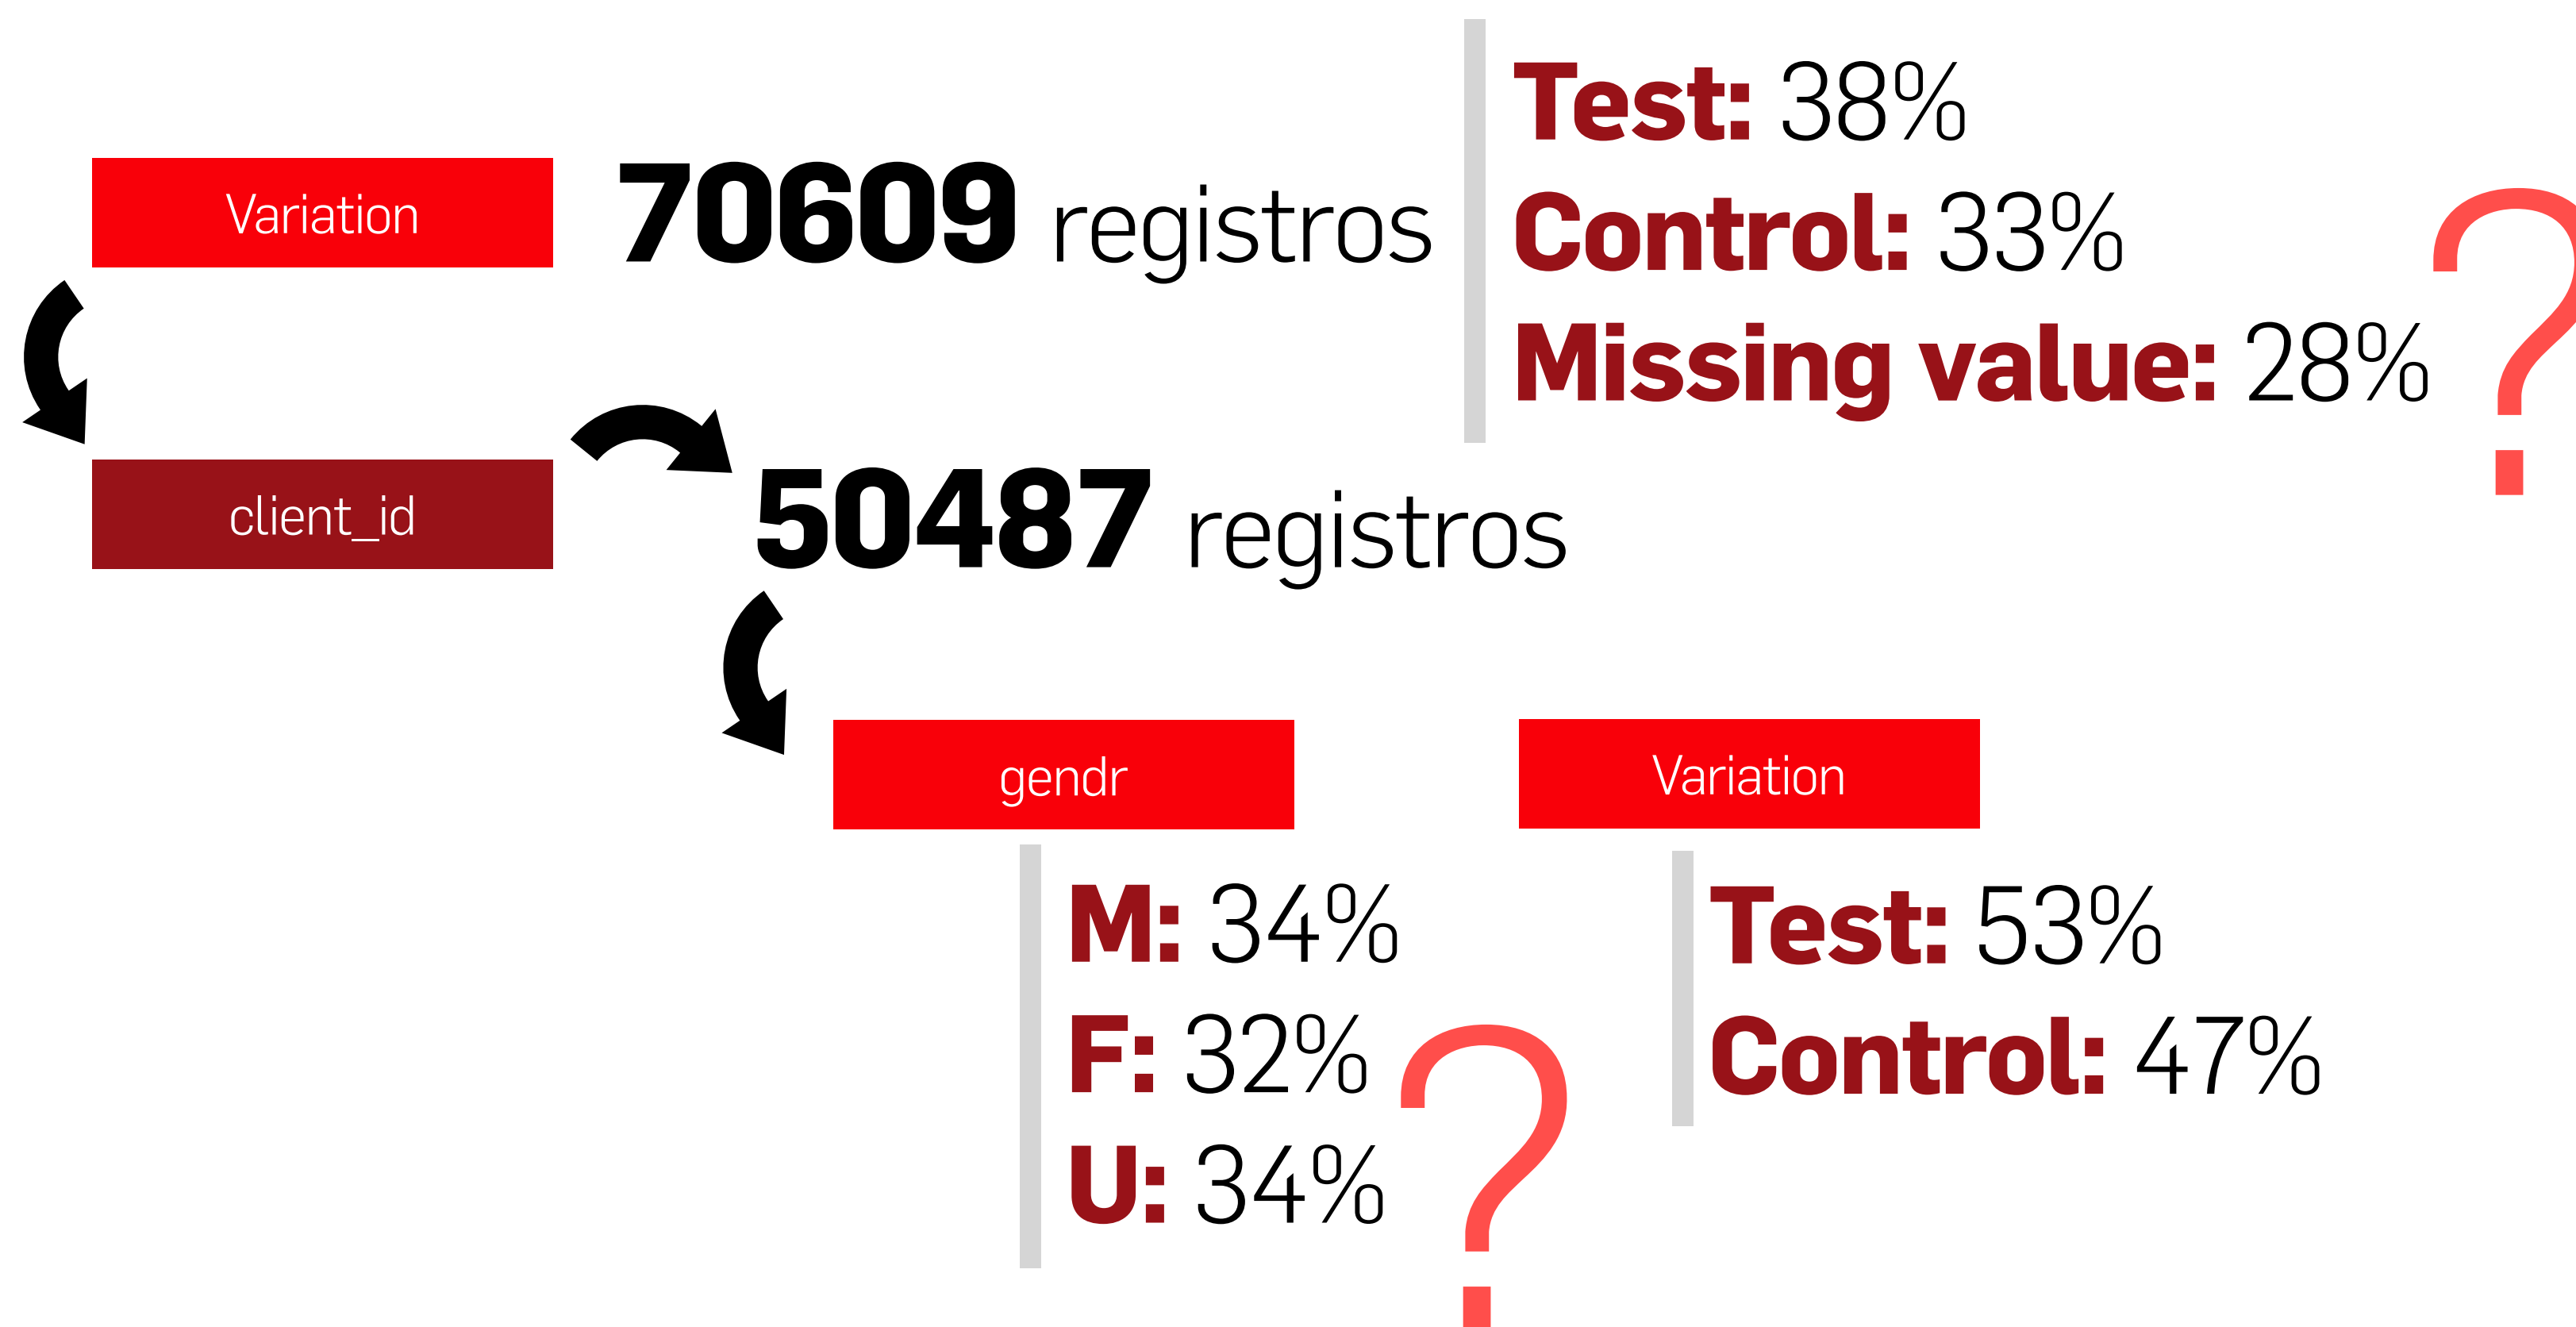 Variation
70609 registros
Test: 38%
Control: 33%
Missing value: 28%
?
client_id
50487 registros
gendr
M: 34%
F: 32%
U: 34%
?
Variation
Test: 53%
Control: 47%